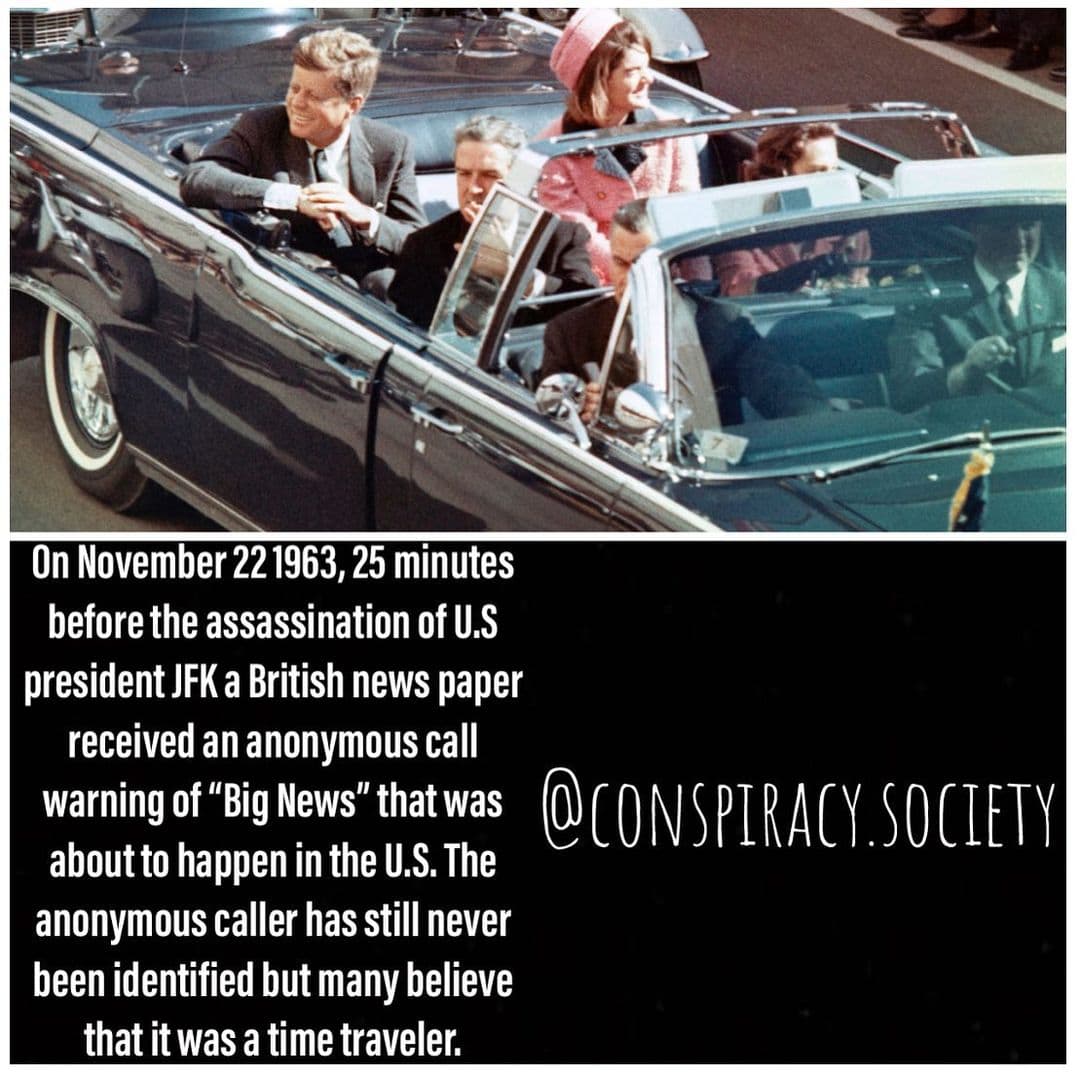 On November 22 1963, 25 minutes
before the assassination of U.S
president JFK a British news paper
received an anonymous call
warning of “Big News” that was
about to happen in the U.S. The
anonymous caller has still never
been identified but many believe
that it was a time traveler.
@CONSPIRACY.SOCIETY